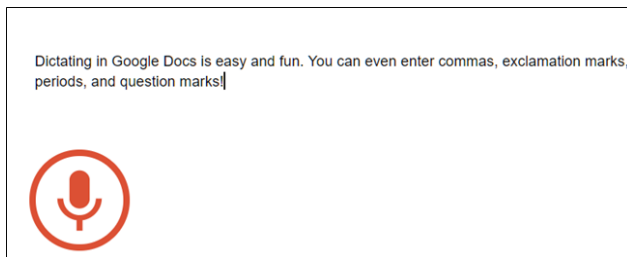 Dictating in Google Docs is easy and fun. You can even enter commas, exclamation marks,
periods, and question marks!